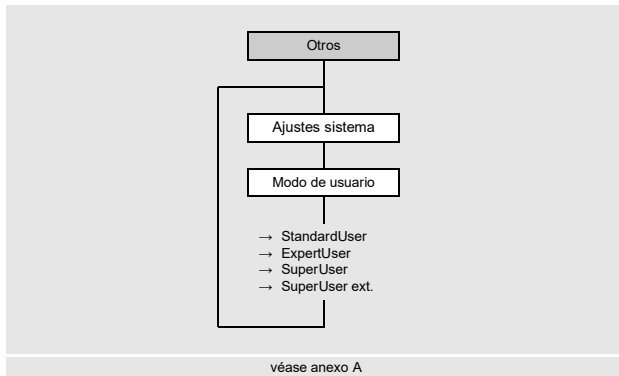 Otros
Ajustes sistema
Modo de usuario
→ StandardUser
→ ExpertUser
→ SuperUser
→ SuperUser ext.
véase anexo A